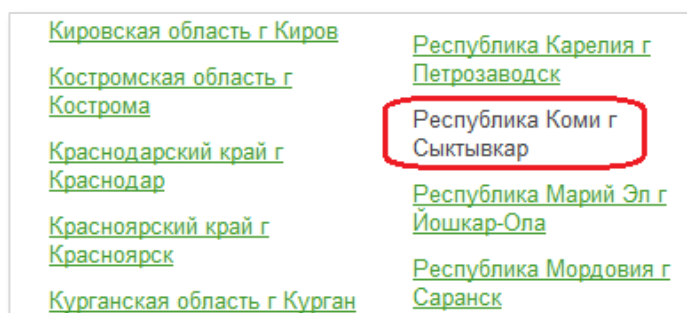 Кировская область г Киров
Костромская область г
Кострома
Краснодарский край г
Краснодар
Красноярский край г
Красноярск
Курганская область г Курган
Республика Карелия г
Петрозаводск
Республика Коми г
Сыктывкар
Республика Марий Эл г
Йошкар-Ола
Республика Мордовия г
Саранск